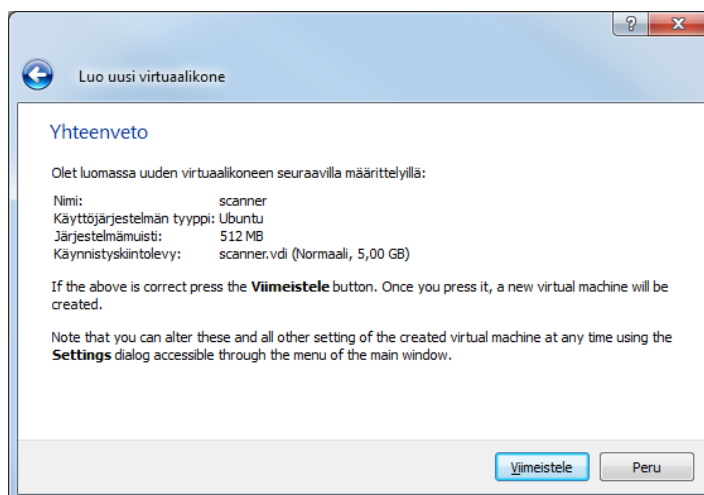 Luo uusi virtuaalikone
Yhteenveto
Olet luomassa uuden virtuaalikoneen seuraavilla määrittelyillä:
Nimi: scanner
Käyttöjärjestelmän tyyppi: Ubuntu
Järjestelmämuisti: 512 MB
Käynnistyskiintolevy: scanner.vdi (Normaali, 5,00 GB)
If the above is correct press the Viimeistele button. Once you press it, a new virtual machine will be
created.
Note that you can alter these and all other setting of the created virtual machine at any time using the
Settings dialog accessible through the menu of the main window.
Viimeistele Peru